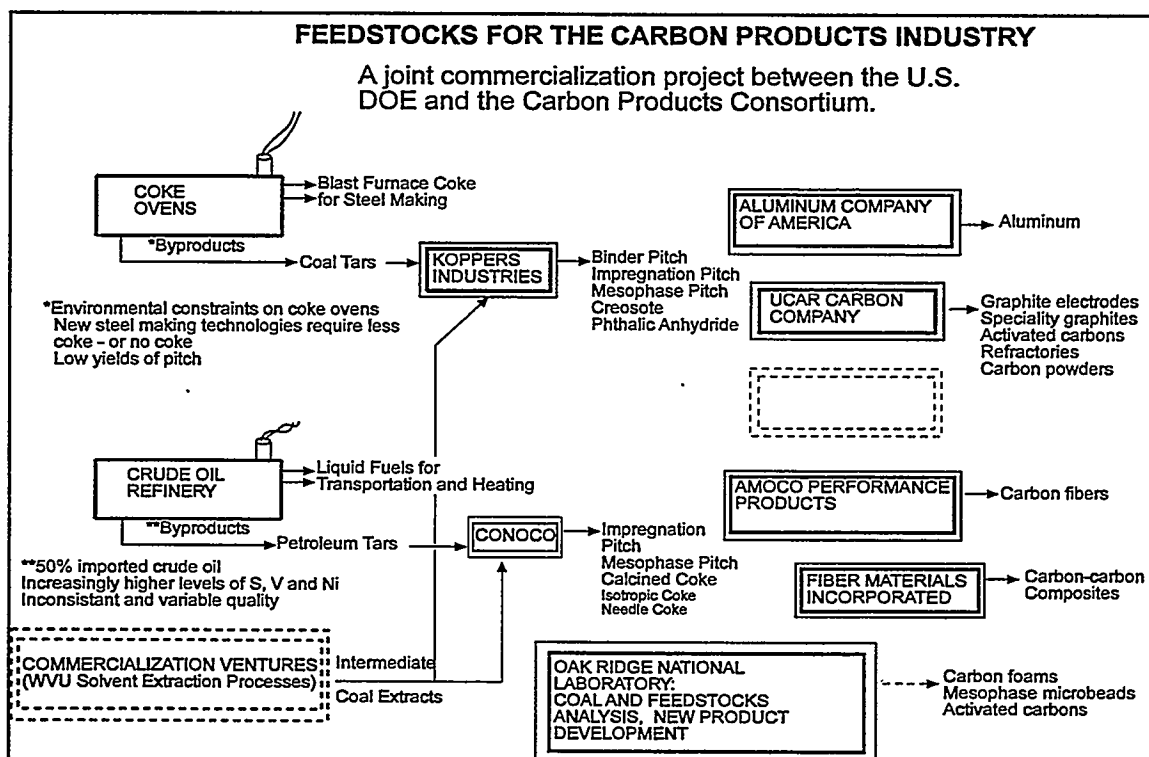 FEEDSTOCKS FOR THE CARBON PRODUCTS INDUSTRY
A joint commercialization project between the U.S.
DOE and the Carbon Products Consortium.
COKE
OVENS
Blast Furnace Coke
for Steel Making
*Byproducts
Coal Tars
KOPPERS
INDUSTRIES
Binder Pitch
Impregnation Pitch
Mesophase Pitch
Creosote
Phthalic Anhydride
ALUMINUM COMPANY
OF AMERICA
Aluminum
UCAR CARBON
COMPANY
Graphite electrodes
Speciality graphites
Activated carbons
Refractories
Carbon powders
*Environmental constraints on coke ovens
New steel making technologies require less
coke – or no coke
Low yields of pitch
CRUDE OIL
REFINERY
Liquid Fuels for
Transportation and Heating
**Byproducts
Petroleum Tars
CONOCO
Impregnation
Pitch
Mesophase Pitch
Calcined Coke
Isotropic Coke
Needle Coke
AMOCO PERFORMANCE
PRODUCTS
Carbon fibers
FIBER MATERIALS
INCORPORATED
Carbon-carbon
Composites
**50% imported crude oil
Increasingly higher levels of S, V and Ni
Inconsistant and variable quality
COMMERCIALIZATION VENTURES
(WVU Solvent Extraction Processes)
Intermediate
Coal Extracts
OAK RIDGE NATIONAL
LABORATORY:
COAL AND FEEDSTOCKS
ANALYSIS, NEW PRODUCT
DEVELOPMENT
Carbon foams
Mesophase microbeads
Activated carbons